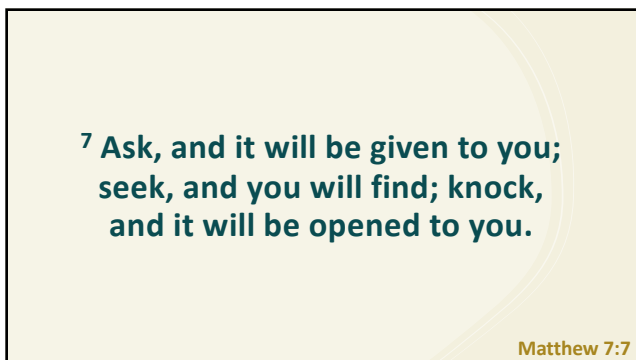 7 Ask, and it will be given to you;
seek, and you will find; knock,
and it will be opened to you.
Matthew 7:7